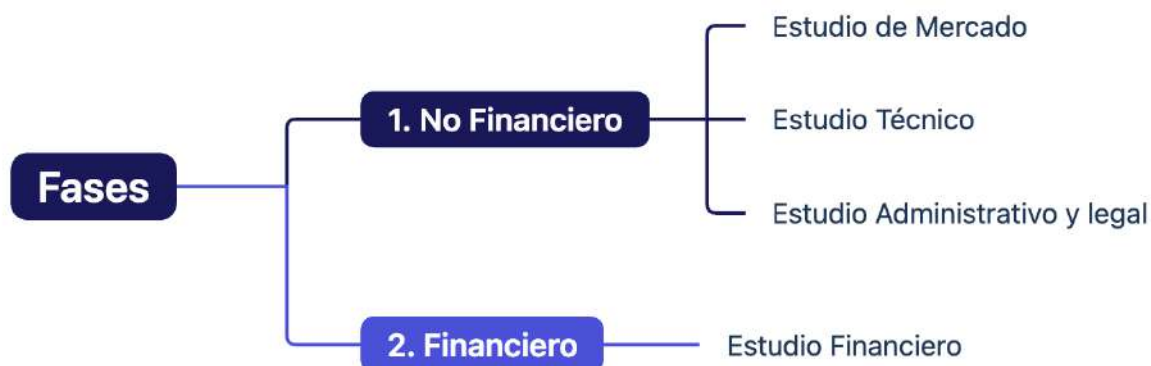 Fases
1. No Financiero
Estudio de Mercado
Estudio Técnico
Estudio Administrativo y legal
2. Financiero
Estudio Financiero